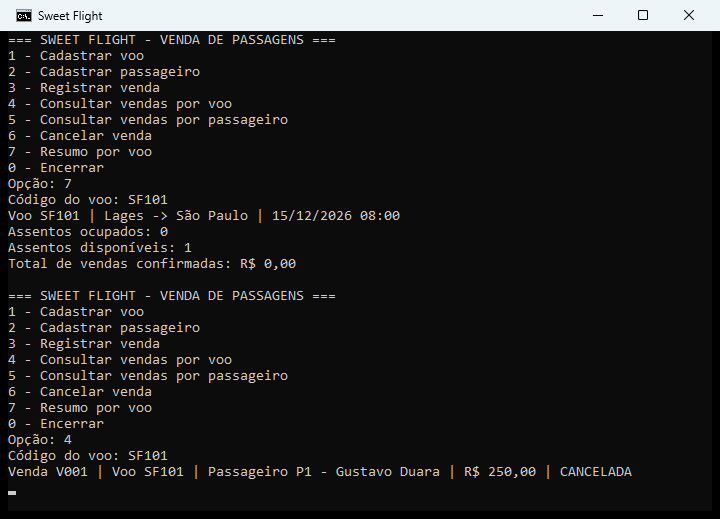 Sweet Flight
=== SWEET FLIGHT - VENDA DE PASSAGENS ===
1 - Cadastrar voo
2 - Cadastrar passageiro
3 - Registrar venda
4 - Consultar vendas por voo
5 - Consultar vendas por passageiro
6 - Cancelar venda
7 - Resumo por voo
0 - Encerrar
Opção: 7
Código do voo: SF101
Voo SF101 | Lages -> São Paulo | 15/12/2026 08:00
Assentos ocupados: 0
Assentos disponíveis: 1
Total de vendas confirmadas: R$ 0,00
=== SWEET FLIGHT - VENDA DE PASSAGENS ===
1 - Cadastrar voo
2 - Cadastrar passageiro
3 - Registrar venda
4 - Consultar vendas por voo
5 - Consultar vendas por passageiro
6 - Cancelar venda
7 - Resumo por voo
0 - Encerrar
Opção: 4
Código do voo: SF101
Venda V001 | Voo SF101 | Passageiro P1 - Gustavo Duara | R$ 250,00 | CANCELADA